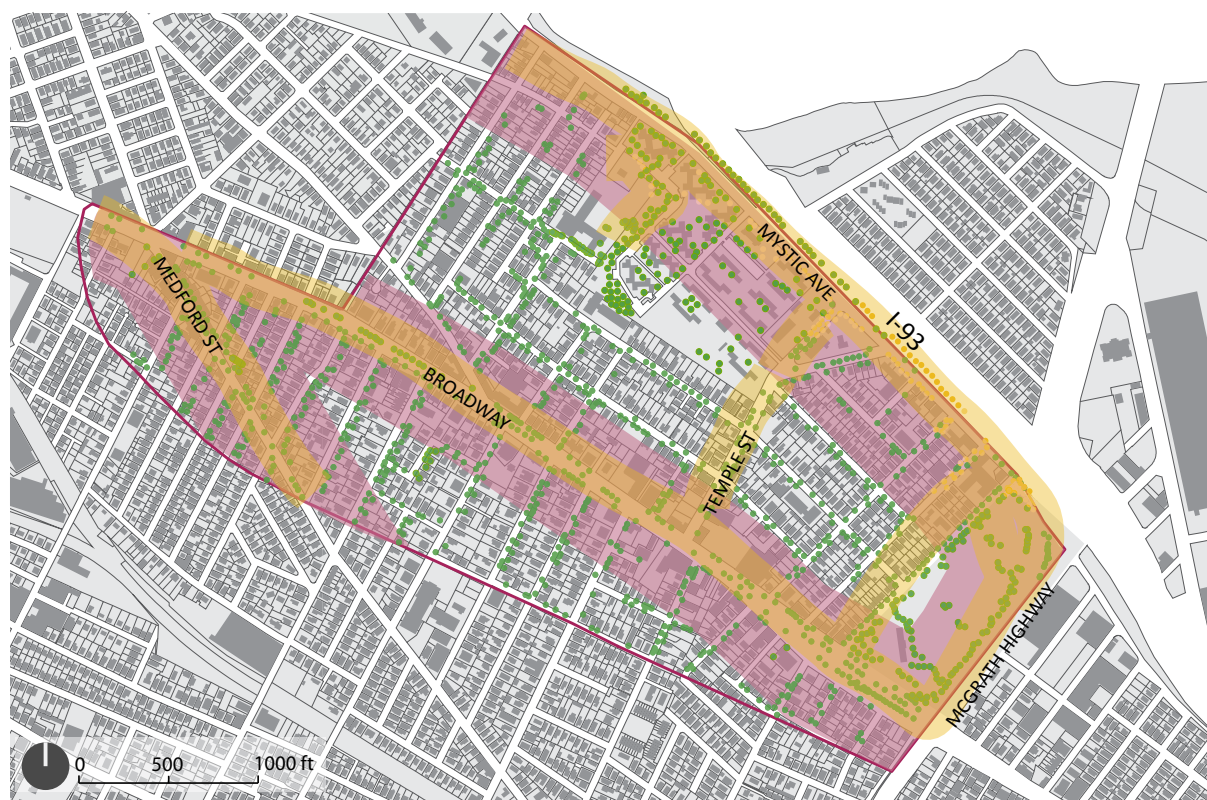 MYSTIC AVE
I-93
MEDFORD ST
BROADWAY
TEMPLE ST
MCGRATH HIGHWAY
0 500 1000 ft